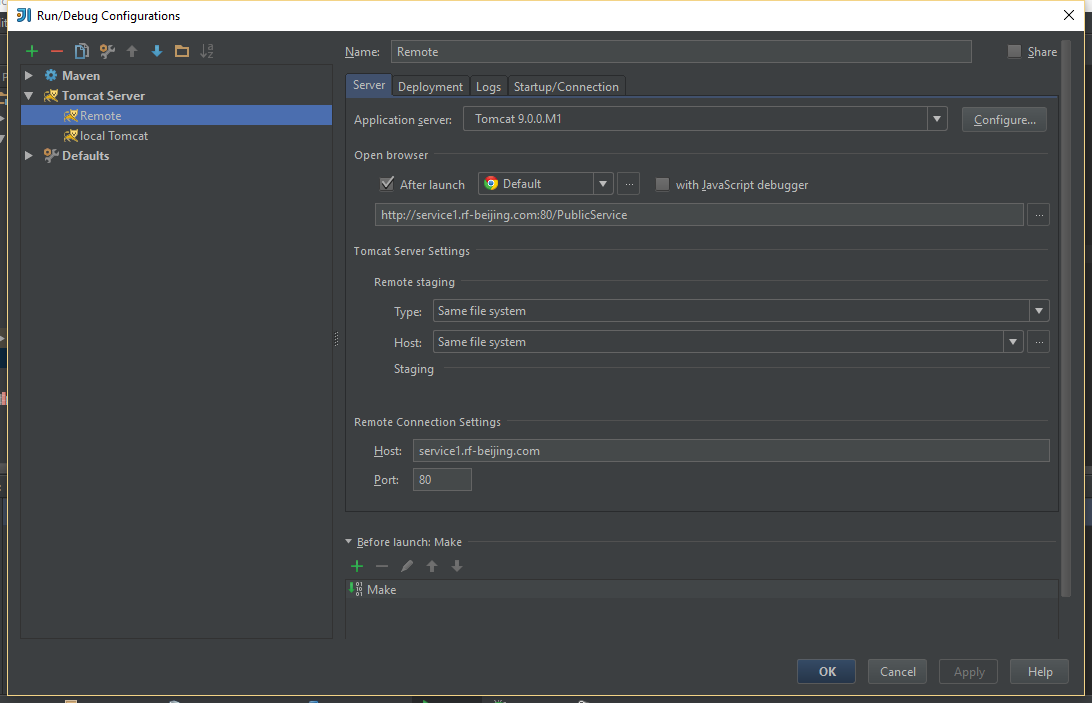 Run/Debug Configurations
Name: Remote Share
Maven
Tomcat Server
Remote
local Tomcat
Defaults
Server Deployment Logs Startup/Connection
Application server: Tomcat 9.0.0.M1 Configure...
Open browser
After launch Default ... with JavaScript debugger
http://service1.rf-beijing.com:80/PublicService ...
Tomcat Server Settings
Remote staging
Type: Same file system
Host: Same file system ...
Staging
Remote Connection Settings
Host: service1.rf-beijing.com
Port: 80
Before launch: Make
Make
OK Cancel Apply Help